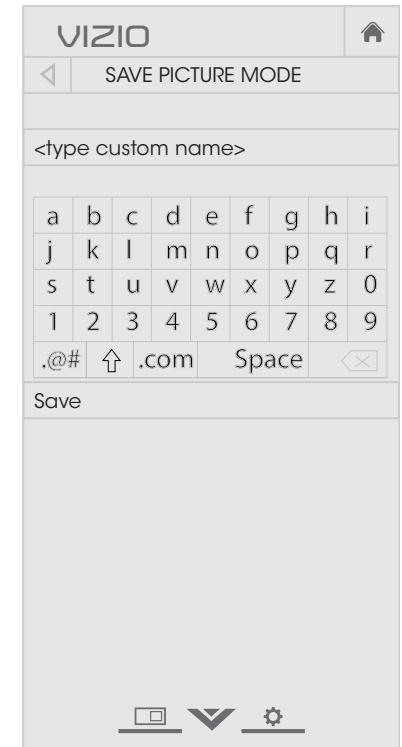 VIZIO
SAVE PICTURE MODE
<type custom name>
a b c d e f g h i
j k l m n o p q r
s t u v w x y z 0
1 2 3 4 5 6 7 8 9
.@# .com Space
Save